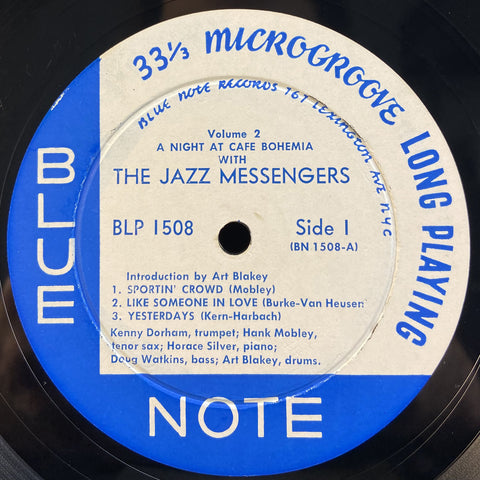 33⅓ MICROGROOVE LONG PLAYING
BLUE NOTE RECORDS 767 LEXINGTON AVE NYC
Volume 2
A NIGHT AT CAFE BOHEMIA
WITH
THE JAZZ MESSENGERS
BLP 1508 Side 1
(BN 1508-A)
Introduction by Art Blakey
1. SPORTIN' CROWD (Mobley)
2. LIKE SOMEONE IN LOVE (Burke-Van Heusen)
3. YESTERDAYS (Kern-Harbach)
Kenny Dorham, trumpet; Hank Mobley,
tenor sax; Horace Silver, piano;
Doug Watkins, bass; Art Blakey, drums.
BLUE
NOTE